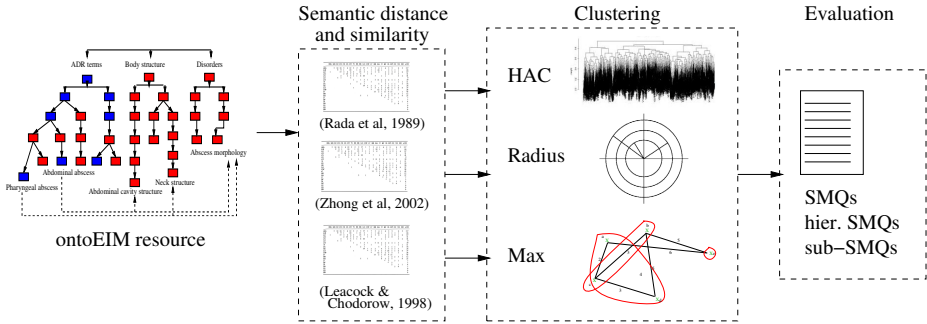 Semantic distance
and similarity
Clustering
Evaluation
ADR terms
Body structure
Disorders
Abscess morphology
Abdominal abscess
Pharyngeal abscess
Neck structure
Abdominal cavity structure
ontoEIM resource
(Rada et al, 1989)
(Zhong et al, 2002)
(Leacock &
Chodorow, 1998)
HAC
Radius
Max
SMQs
hier. SMQs
sub−SMQs